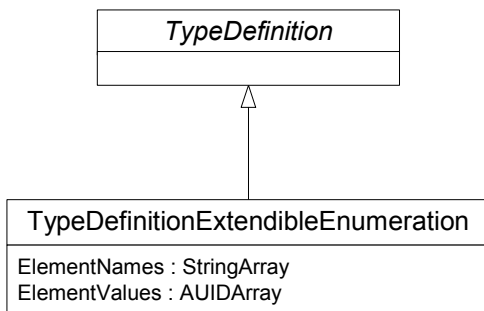 TypeDefinition
TypeDefinitionExtendibleEnumeration
ElementNames : StringArray
ElementValues : AUIDArray